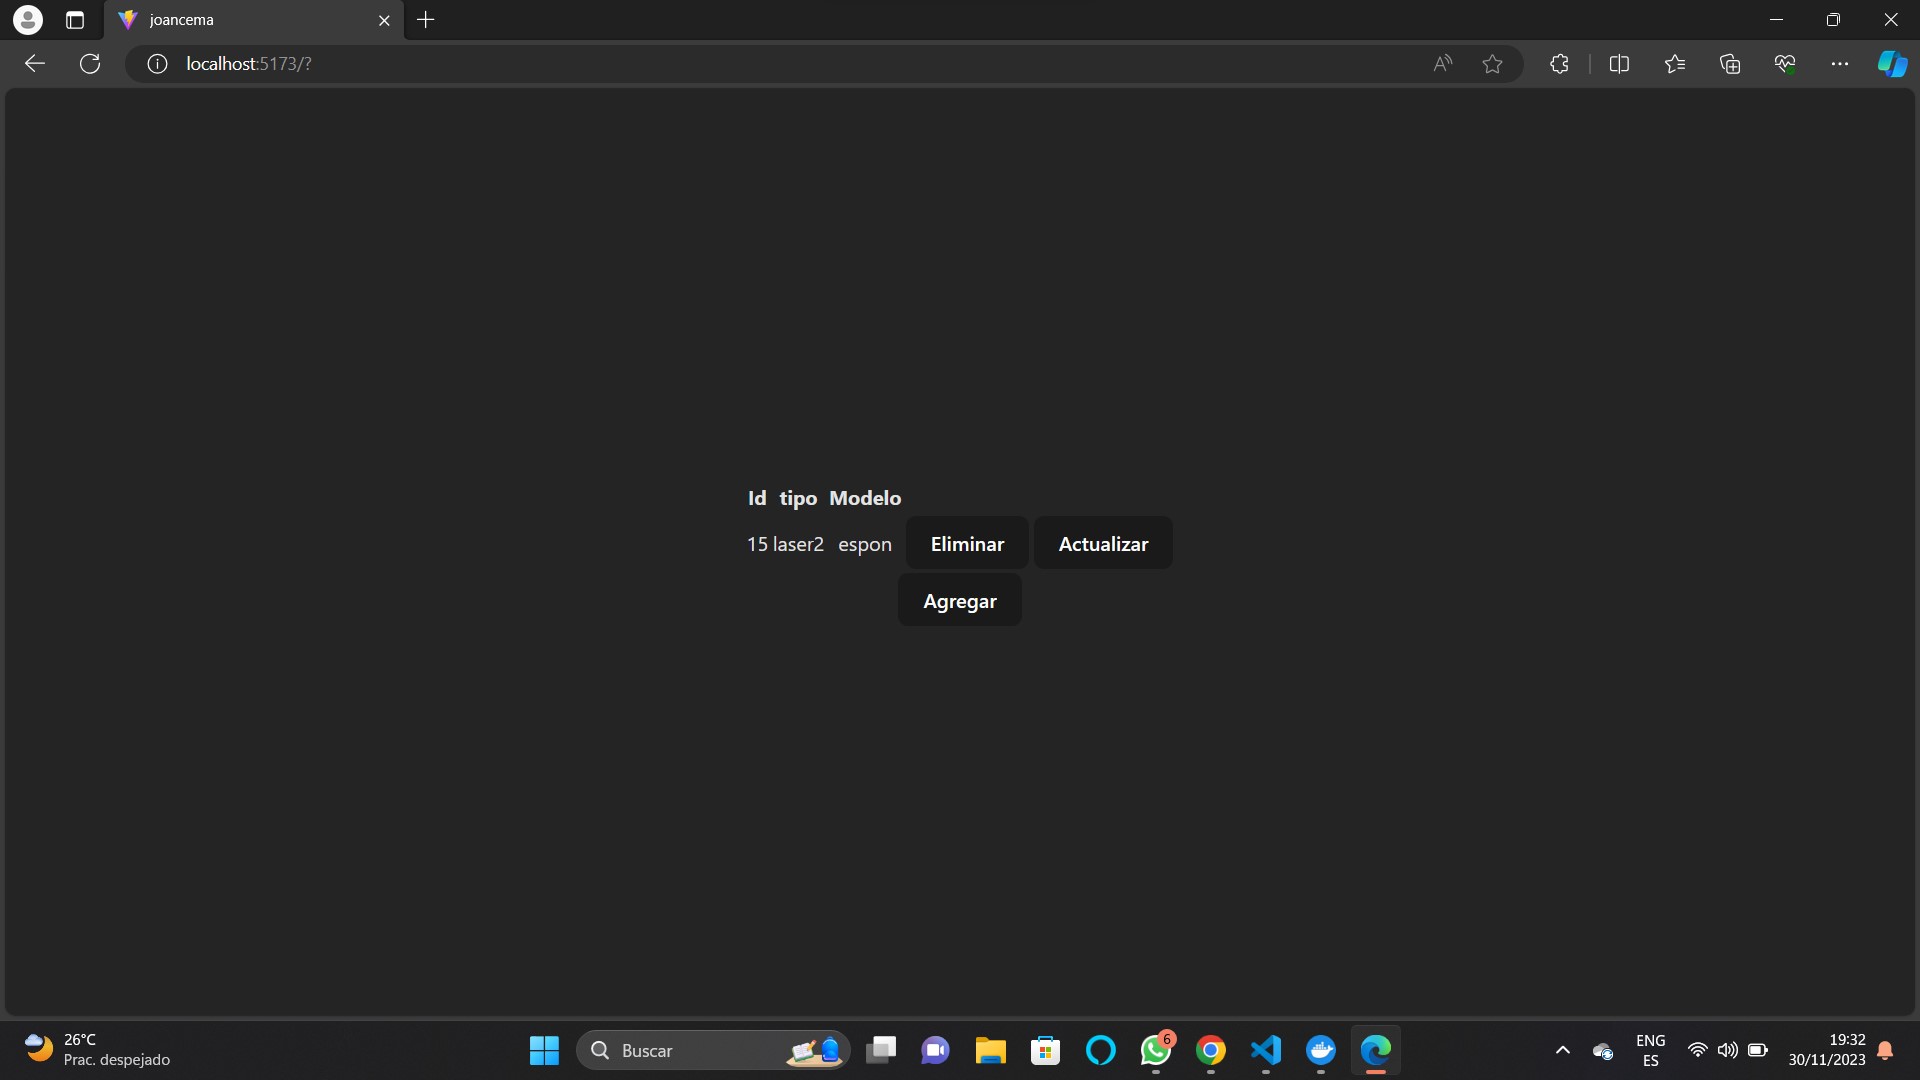 joancema
localhost:5173/?
Id tipo Modelo
15 laser2 espon Eliminar Actualizar
Agregar
26°C
Prac. despejado
Buscar
6
ENG
ES
19:32
30/11/2023